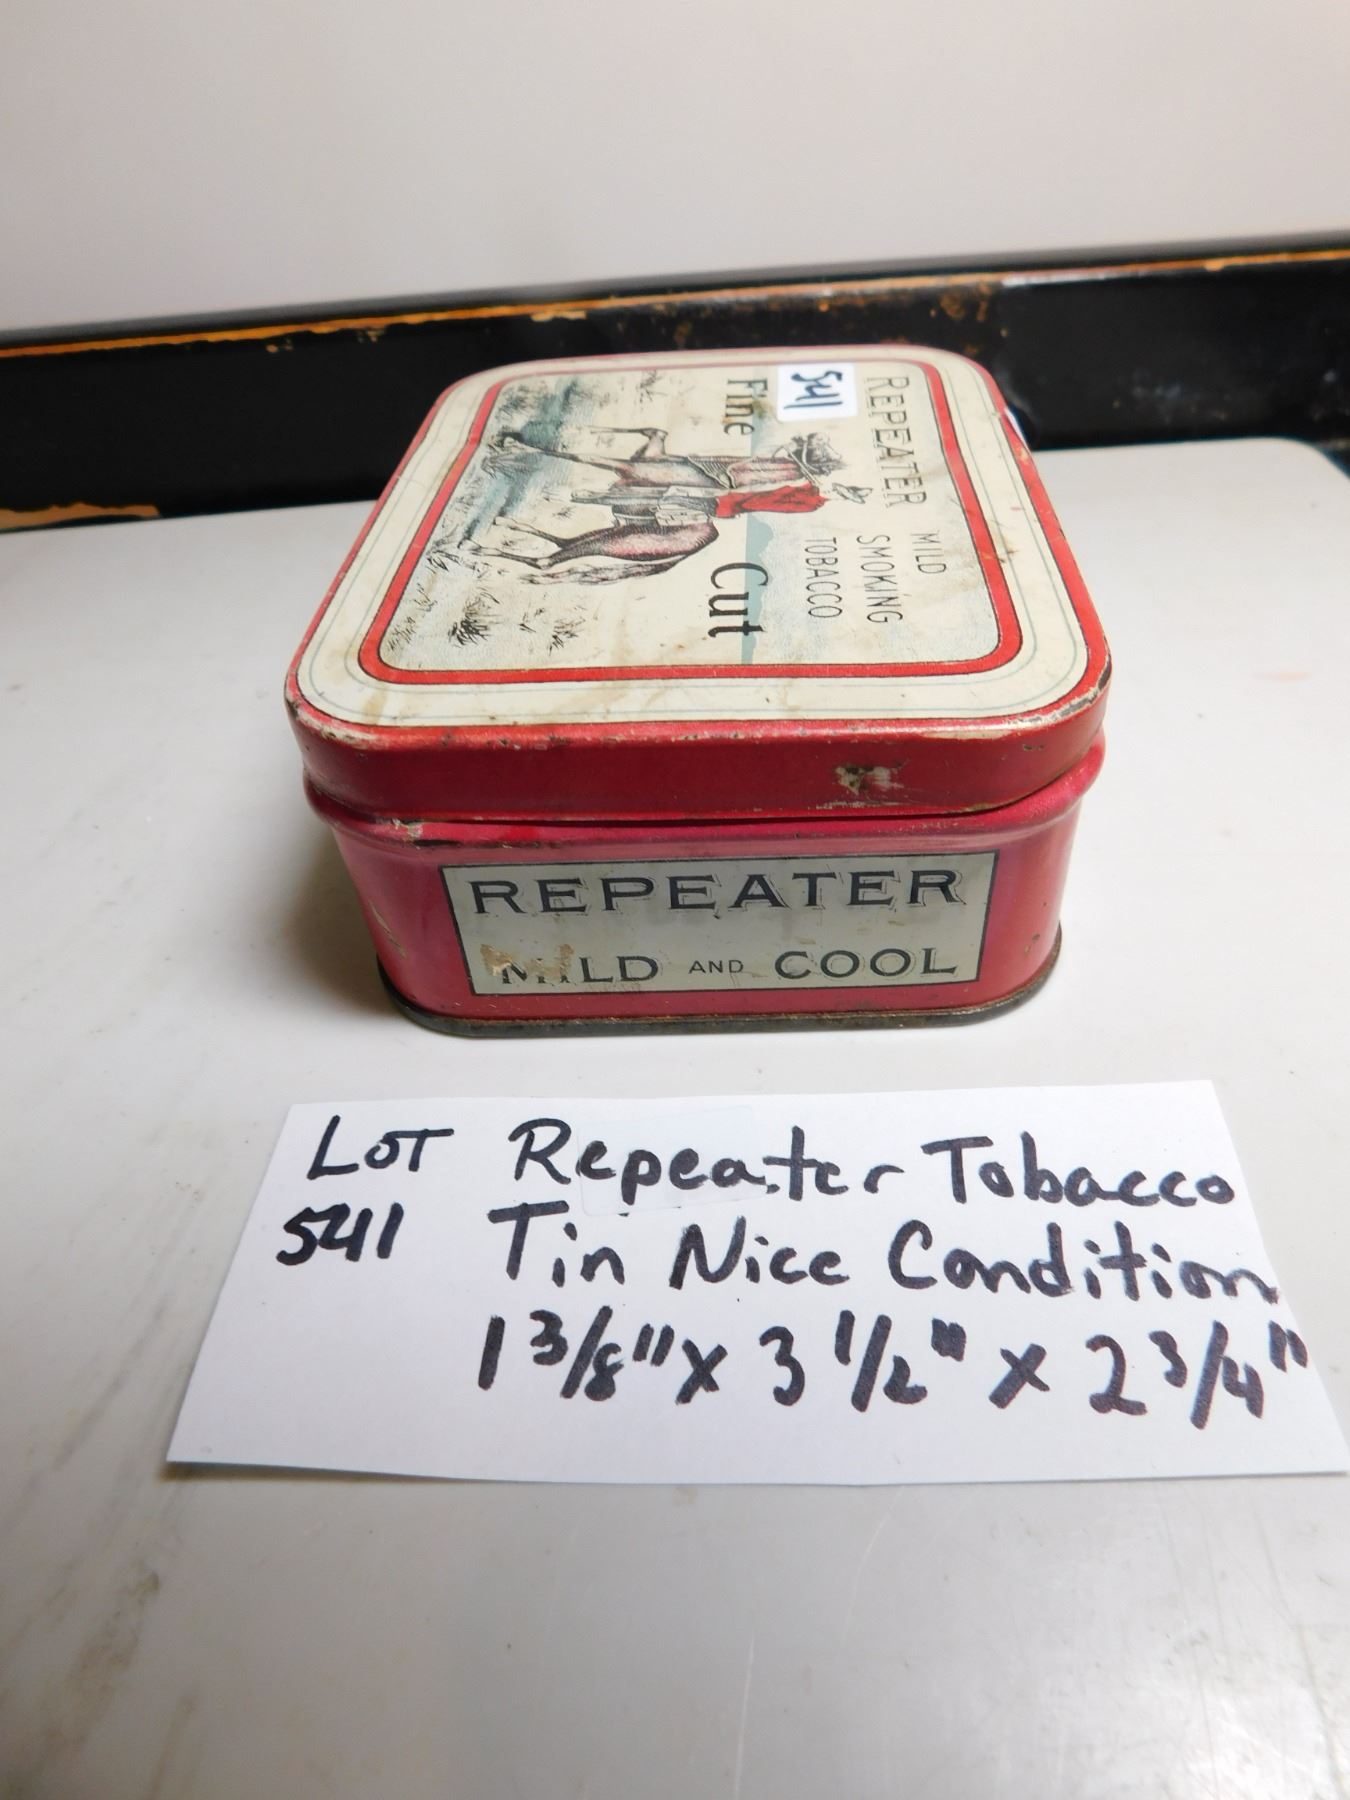 541
REPEATER
MILD
SMOKING
TOBACCO
Fine Cut
REPEATER
MILD AND COOL
LOT Repeater Tobacco
541 Tin Nice Condition
1 3/8" x 3 1/2" x 2 3/4"